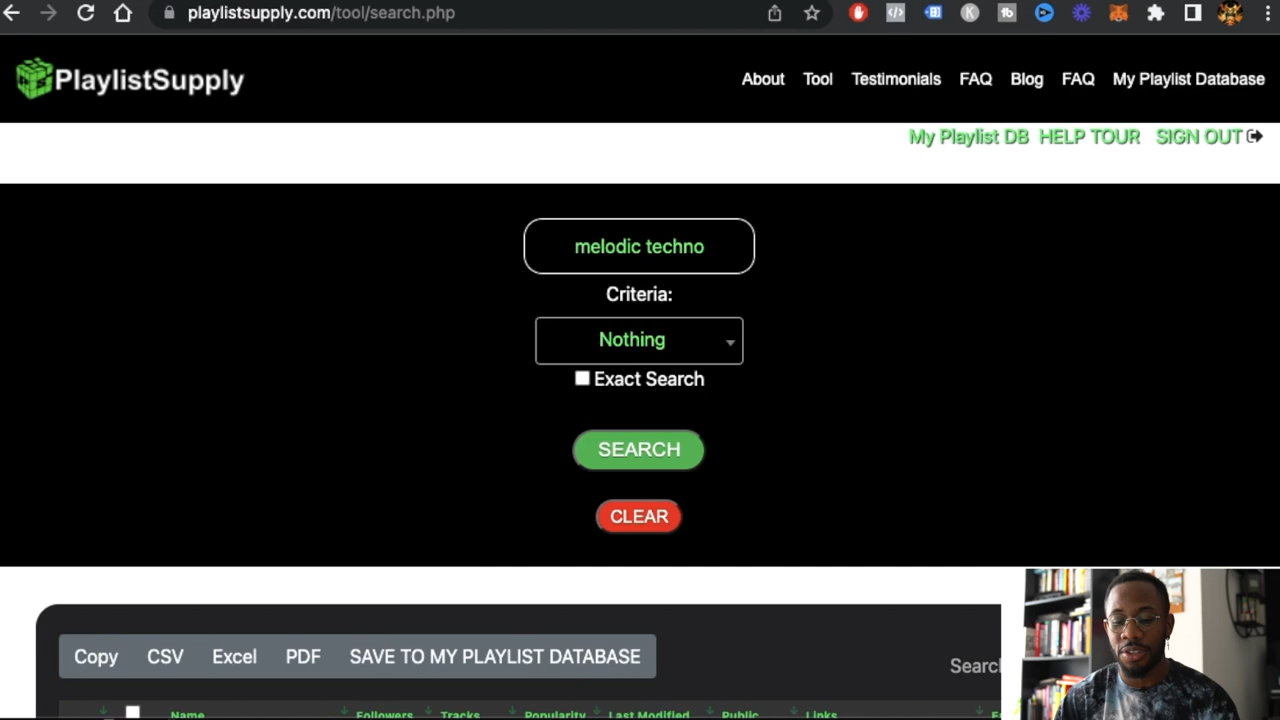 playlistsupply.com/tool/search.php
PlaylistSupply
About Tool Testimonials FAQ Blog FAQ My Playlist Database
My Playlist DB HELP TOUR SIGN OUT
melodic techno
Criteria:
Nothing
Exact Search
SEARCH
CLEAR
Copy CSV Excel PDF SAVE TO MY PLAYLIST DATABASE
Search
Name Followers Tracks Popularity Last Modified Public Links